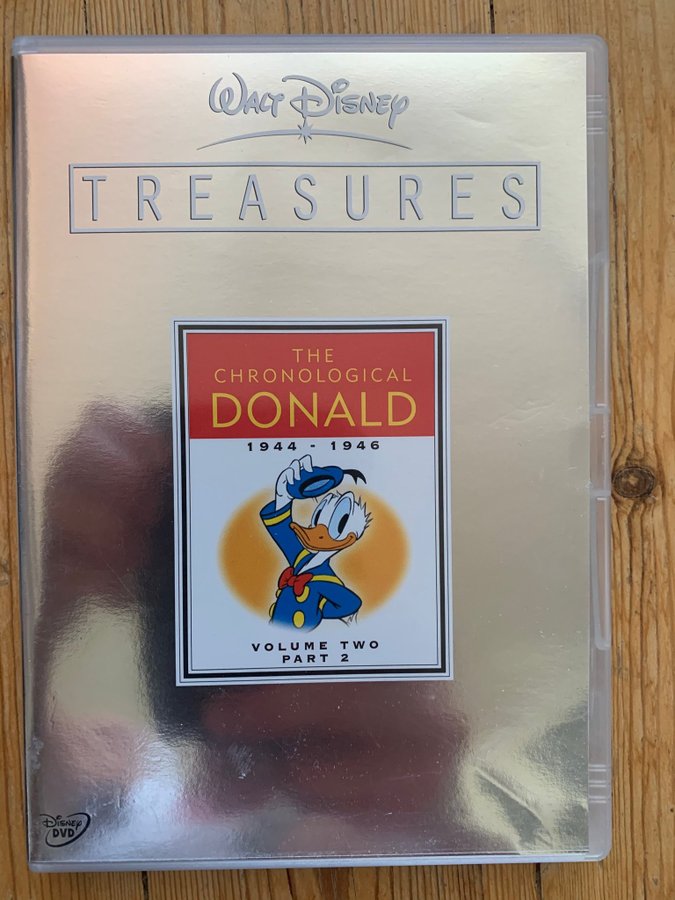 WALT DISNEY
TREASURES
THE
CHRONOLOGICAL
DONALD
1944 - 1946
VOLUME TWO
PART 2
DISNEY
DVD